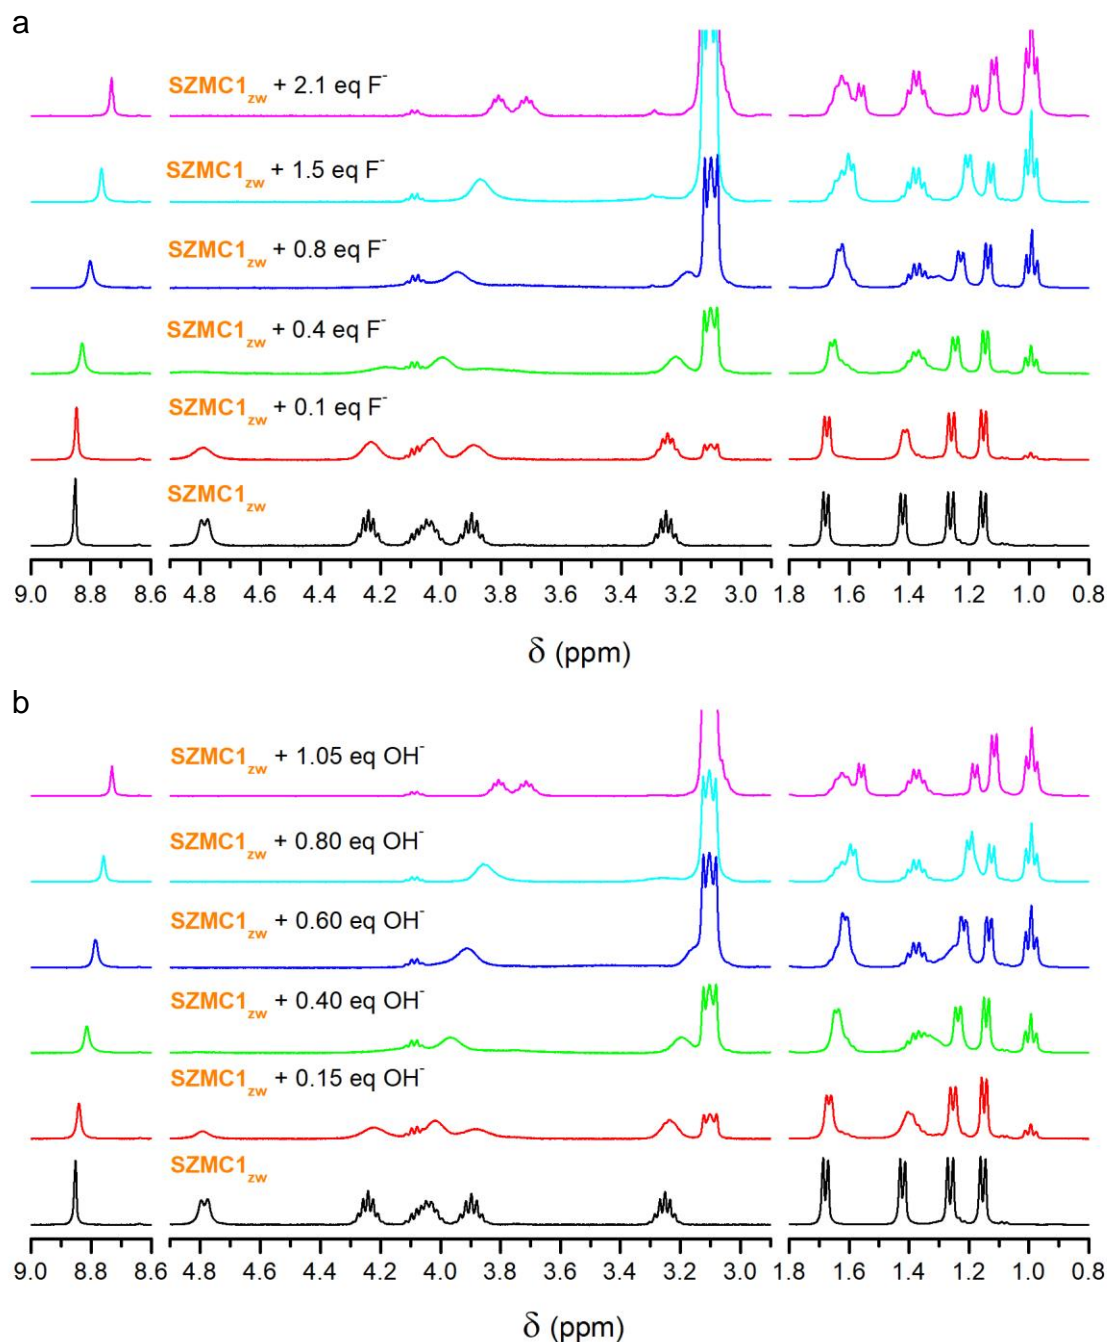 a
SZMC1zw + 2.1 eq F-
SZMC1zw + 1.5 eq F-
SZMC1zw + 0.8 eq F-
SZMC1zw + 0.4 eq F-
SZMC1zw + 0.1 eq F-
SZMC1zw
9.0 8.8 8.6 4.8 4.6 4.4 4.2 4.0 3.8 3.6 3.4 3.2 3.0 1.8 1.6 1.4 1.2 1.0 0.8
δ (ppm)
b
SZMC1zw + 1.05 eq OH-
SZMC1zw + 0.80 eq OH-
SZMC1zw + 0.60 eq OH-
SZMC1zw + 0.40 eq OH-
SZMC1zw + 0.15 eq OH-
SZMC1zw
9.0 8.8 8.6 4.8 4.6 4.4 4.2 4.0 3.8 3.6 3.4 3.2 3.0 1.8 1.6 1.4 1.2 1.0 0.8
δ (ppm)